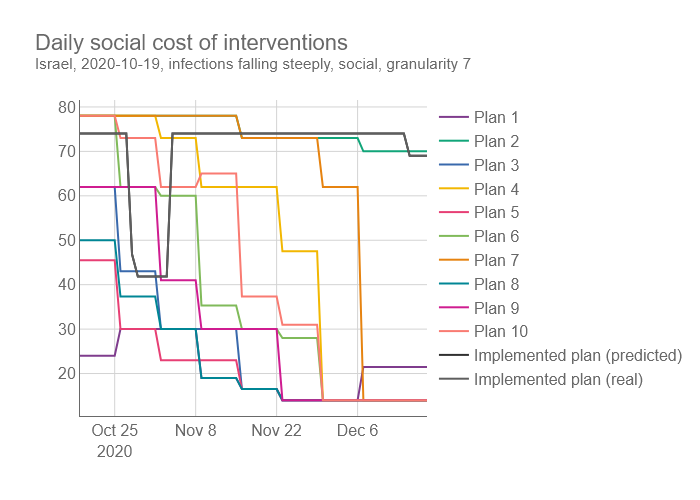 Daily social cost of interventions
Israel, 2020-10-19, infections falling steeply, social, granularity 7
80
70
60
50
40
30
20
Oct 25
2020
Nov 8
Nov 22
Dec 6
Plan 1
Plan 2
Plan 3
Plan 4
Plan 5
Plan 6
Plan 7
Plan 8
Plan 9
Plan 10
Implemented plan (predicted)
Implemented plan (real)